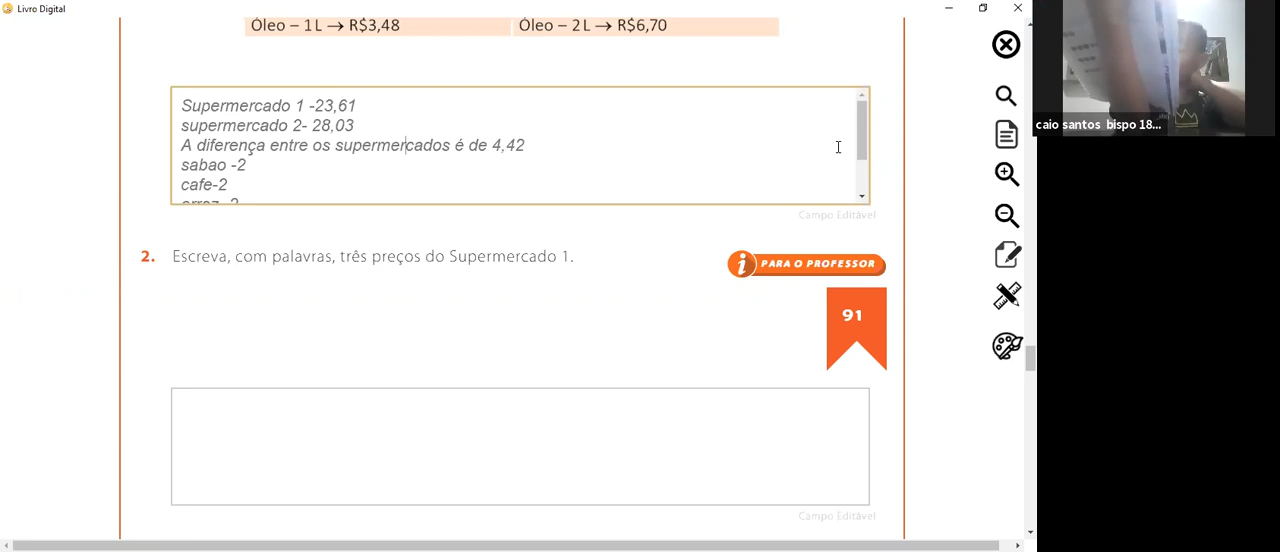 Livro Digital
Óleo – 1 L → R$3,48
Óleo – 2 L → R$6,70
Supermercado 1 -23,61
supermercado 2- 28,03
A diferença entre os supermercados é de 4,42
sabao -2
cafe-2
Campo Editável
2. Escreva, com palavras, três preços do Supermercado 1.
i PARA O PROFESSOR
91
Campo Editável
caio santos bispo 18...